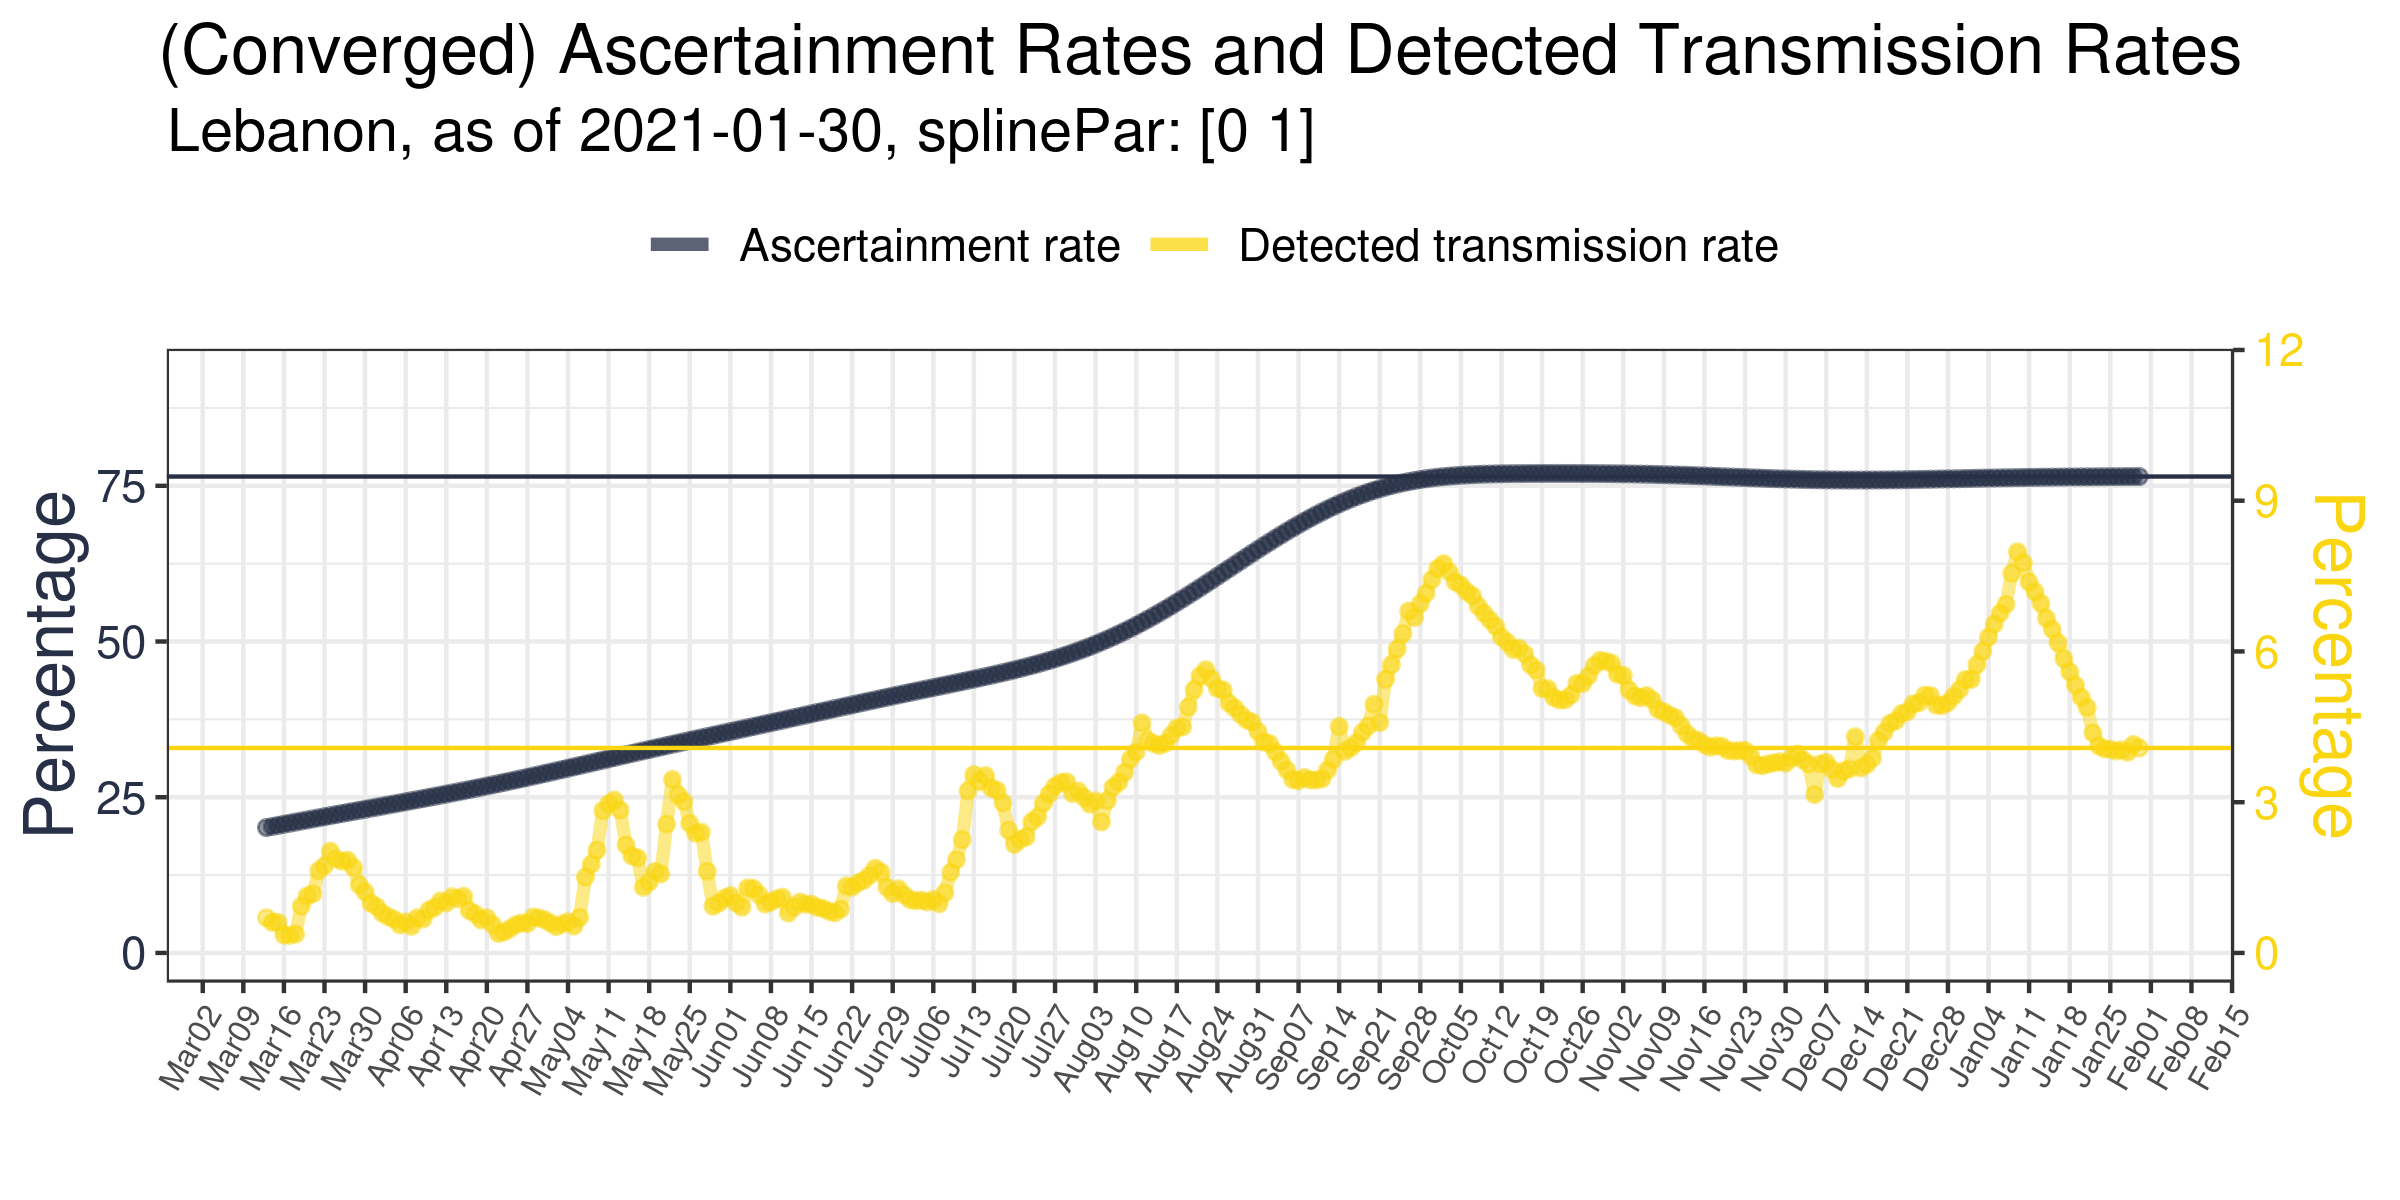 (Converged) Ascertainment Rates and Detected Transmission Rates
Lebanon, as of 2021-01-30, splinePar: [0 1]
Ascertainment rate
Detected transmission rate
Percentage
75
50
25
0
12
9
6
3
0
Percentage
Mar02
Mar09
Mar16
Mar23
Mar30
Apr06
Apr13
Apr20
Apr27
May04
May11
May18
May25
Jun01
Jun08
Jun15
Jun22
Jun29
Jul06
Jul13
Jul20
Jul27
Aug03
Aug10
Aug17
Aug24
Aug31
Sep07
Sep14
Sep21
Sep28
Oct05
Oct12
Oct19
Oct26
Nov02
Nov09
Nov16
Nov23
Nov30
Dec07
Dec14
Dec21
Dec28
Jan04
Jan11
Jan18
Jan25
Feb01
Feb08
Feb15